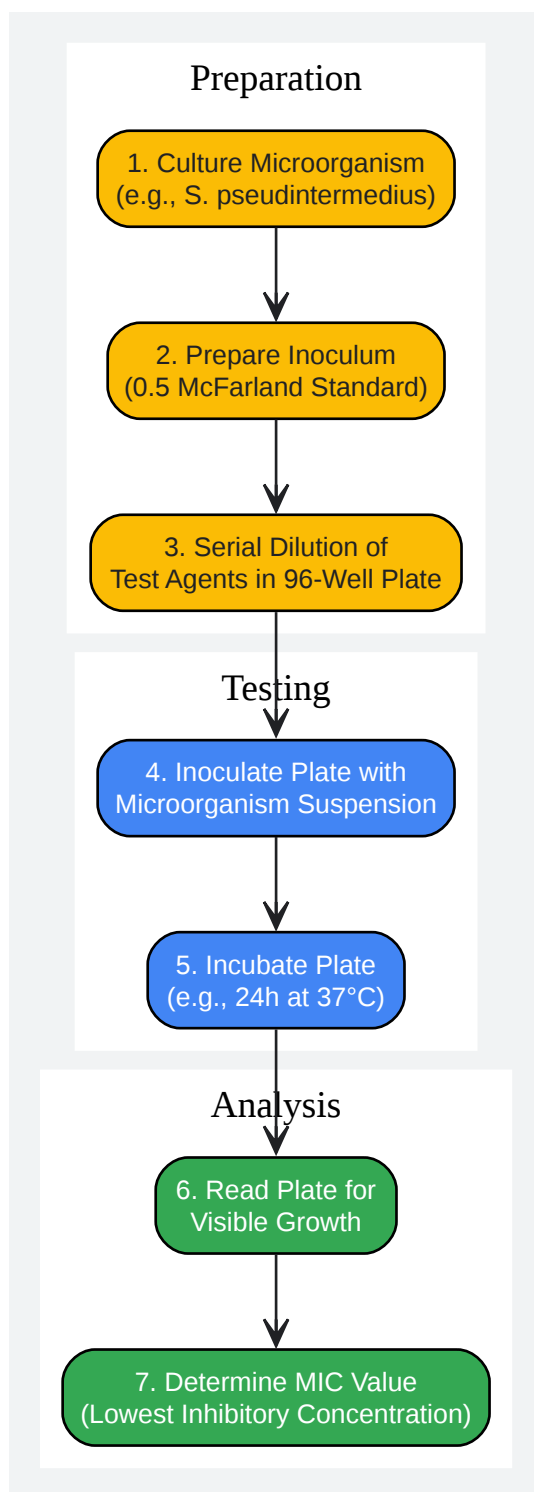 Preparation
1. Culture Microorganism
(e.g., S. pseudintermedius)
2. Prepare Inoculum
(0.5 McFarland Standard)
3. Serial Dilution of
Test Agents in 96-Well Plate
Testing
4. Inoculate Plate with
Microorganism Suspension
5. Incubate Plate
(e.g., 24h at 37°C)
Analysis
6. Read Plate for
Visible Growth
7. Determine MIC Value
(Lowest Inhibitory Concentration)